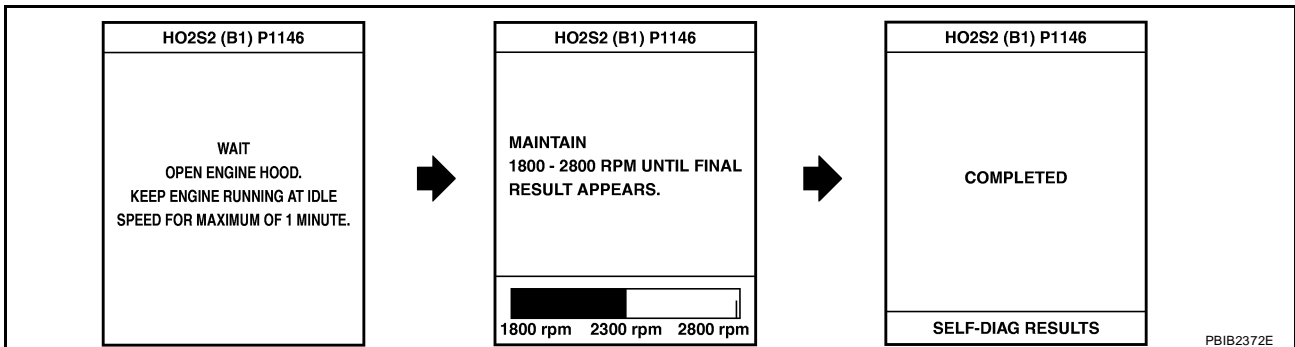 HO2S2 (B1) P1146
WAIT
OPEN ENGINE HOOD.
KEEP ENGINE RUNNING AT IDLE
SPEED FOR MAXIMUM OF 1 MINUTE.
HO2S2 (B1) P1146
MAINTAIN
1800 - 2800 RPM UNTIL FINAL
RESULT APPEARS.
1800 rpm 2300 rpm 2800 rpm
HO2S2 (B1) P1146
COMPLETED
SELF-DIAG RESULTS
PBIB2372E